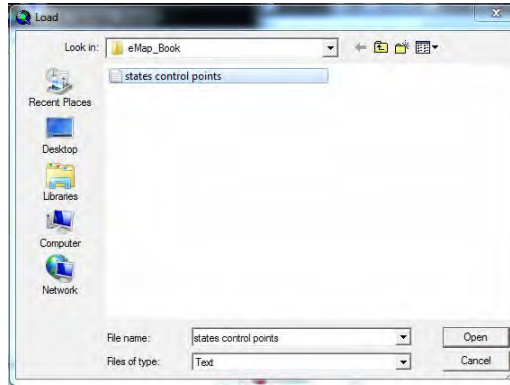 Load
Look in: eMap_Book
states control points
Recent Places
Desktop
Libraries
Computer
Network
File name: states control points Open
Files of type: Text Cancel